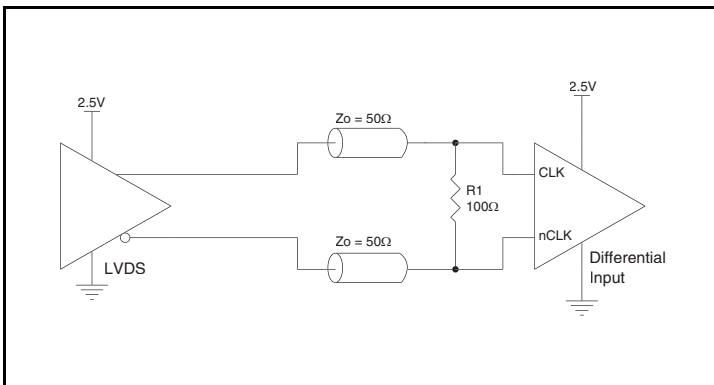 2.5V
2.5V
Zo = 50Ω
CLK
R1
100Ω
Zo = 50Ω
nCLK
LVDS
Differential
Input